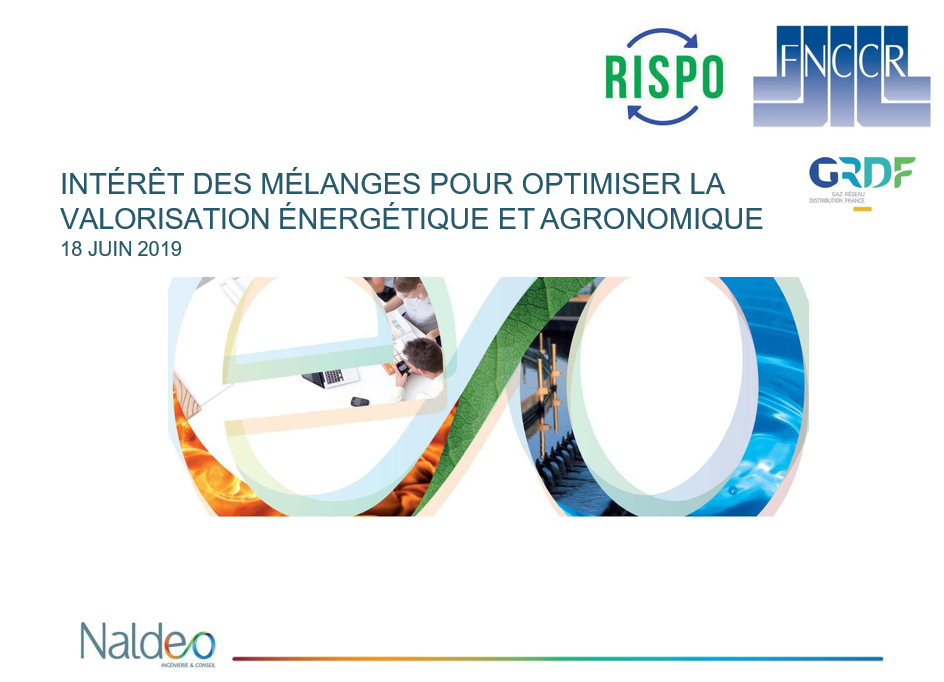 RISPO
FNCCR
GRDF
GAZ RÉSEAU
DISTRIBUTION FRANCE
INTÉRÊT DES MÉLANGES POUR OPTIMISER LA
VALORISATION ÉNERGÉTIQUE ET AGRONOMIQUE
18 JUIN 2019
Naldeo
INGÉNIERIE & CONSEIL